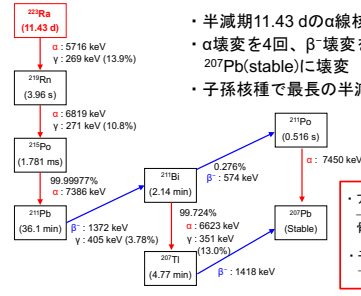 ²²³Ra
(11.43 d)
・半減期11.43 dのα線核
・α壊変を4回、β⁻壊変を
²⁰⁷Pb(stable)に壊変
・子孫核種で最長の半減
α : 5716 keV
γ : 269 keV (13.9%)
²¹⁹Rn
(3.96 s)
α : 6819 keV
γ : 271 keV (10.8%)
²¹⁵Po
(1.781 ms)
99.99977%
α : 7386 keV
²¹¹Pb
(36.1 min)
β⁻ : 1372 keV
γ : 405 keV (3.78%)
²¹¹Bi
(2.14 min)
0.276%
β⁻ : 574 keV
²¹¹Po
(0.516 s)
α : 7450 keV
99.724%
α : 6623 keV
γ : 351 keV
(13.0%)
²⁰⁷Tl
(4.77 min)
β⁻ : 1418 keV
²⁰⁷Pb
(Stable)